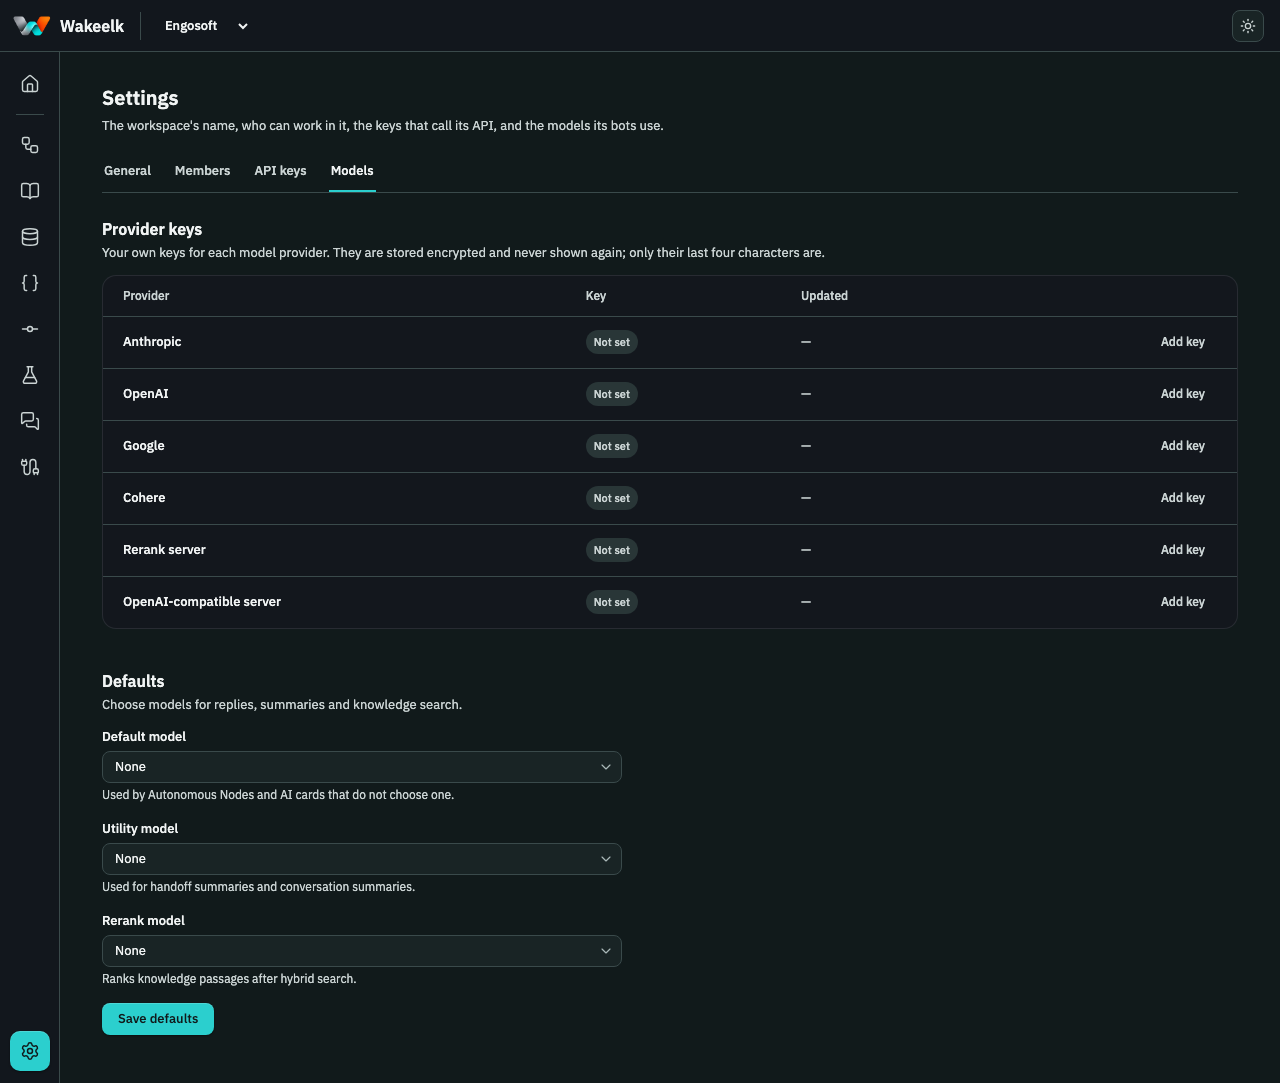 Wakeelk
Engosoft
Settings
The workspace's name, who can work in it, the keys that call its API, and the models its bots use.
General Members API keys Models
Provider keys
Your own keys for each model provider. They are stored encrypted and never shown again; only their last four characters are.
Provider Key Updated
Anthropic Not set — Add key
OpenAI Not set — Add key
Google Not set — Add key
Cohere Not set — Add key
Rerank server Not set — Add key
OpenAI-compatible server Not set — Add key
Defaults
Choose models for replies, summaries and knowledge search.
Default model
None
Used by Autonomous Nodes and AI cards that do not choose one.
Utility model
None
Used for handoff summaries and conversation summaries.
Rerank model
None
Ranks knowledge passages after hybrid search.
Save defaults